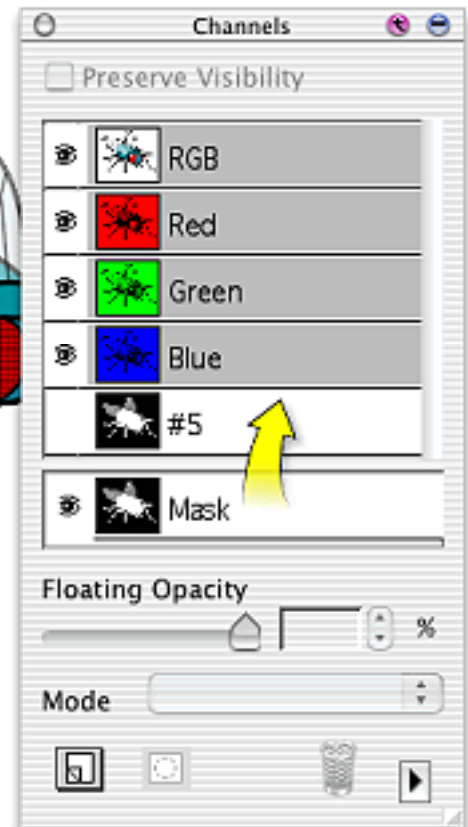 Channels
Preserve Visibility
RGB
Red
Green
Blue
#5
Mask
Floating Opacity
%
Mode